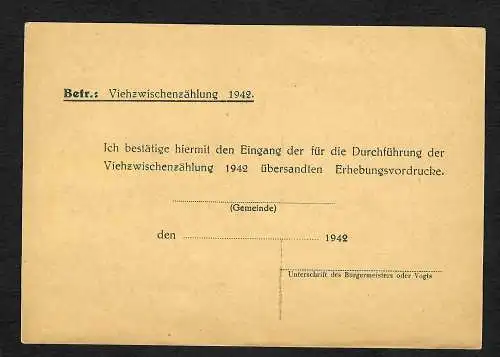 Betr.: Viehzwischenzählung 1942.
Ich bestätige hiermit den Eingang der für die Durchführung der
Viehzwischenzählung 1942 übersandten Erhebungsvordrucke.
(Gemeinde)
den ........................................ 1942
Unterschrift des Bürgermeisters oder Vogts